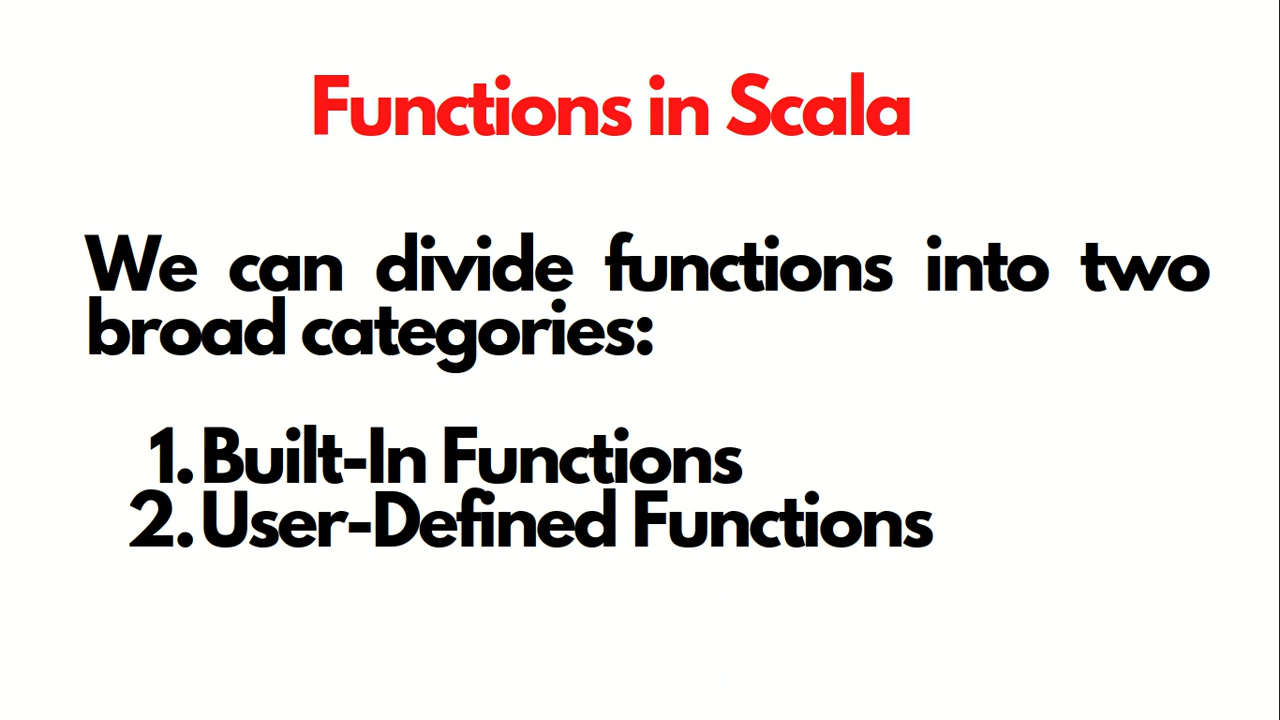 Functions in Scala
We can divide functions into two
broad categories:
1. Built-In Functions
2. User-Defined Functions